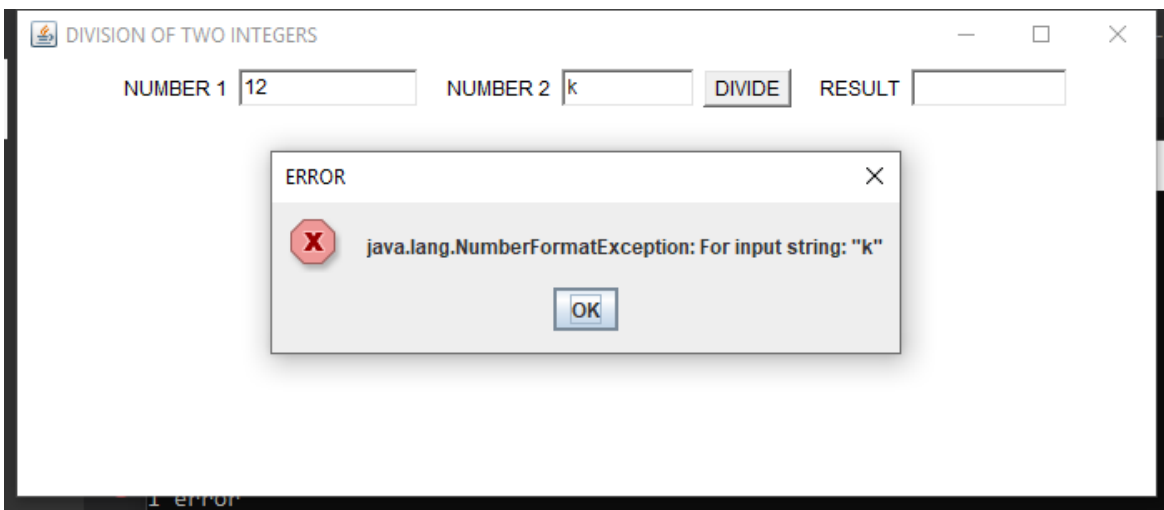 DIVISION OF TWO INTEGERS
NUMBER 1 12 NUMBER 2 k DIVIDE RESULT
ERROR
x
java.lang.NumberFormatException: For input string: "k"
OK
1 error